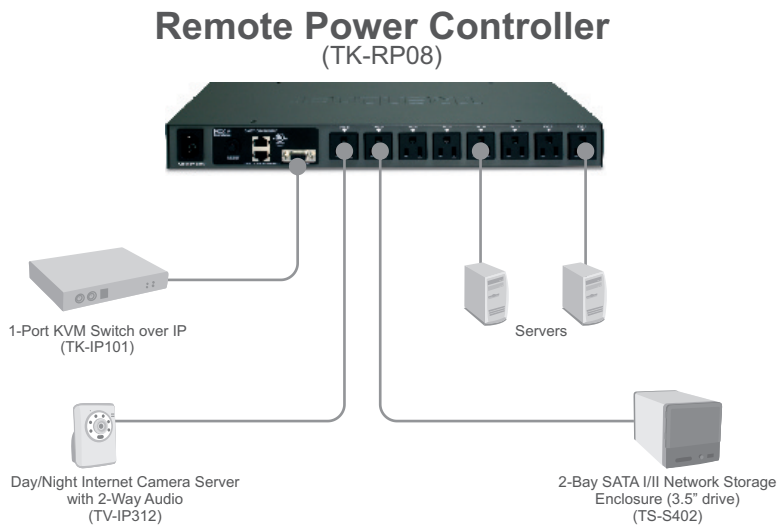 Remote Power Controller
(TK-RP08)
1-Port KVM Switch over IP
(TK-IP101)
Servers
Day/Night Internet Camera Server
with 2-Way Audio
(TV-IP312)
2-Bay SATA I/II Network Storage
Enclosure (3.5” drive)
(TS-S402)